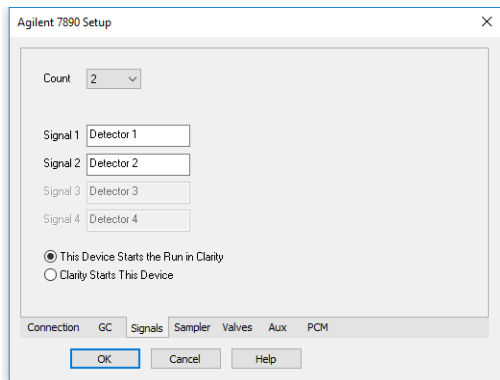 Agilent 7890 Setup
Count 2
Signal 1 Detector 1
Signal 2 Detector 2
Signal 3 Detector 3
Signal 4 Detector 4
This Device Starts the Run in Clarity
Clarity Starts This Device
Connection GC Signals Sampler Valves Aux PCM
OK Cancel Help